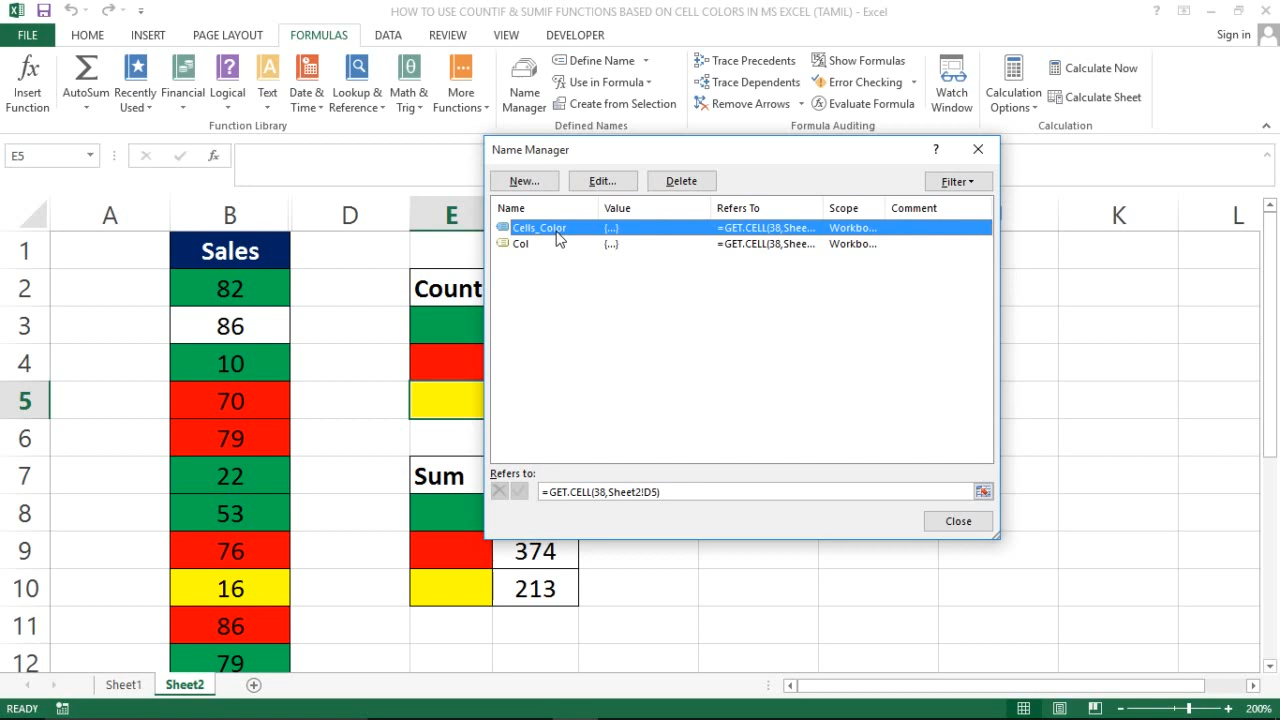 HOW TO USE COUNTIF & SUMIF FUNCTIONS BASED ON CELL COLORS IN MS EXCEL (TAMIL) - Excel
FILE HOME INSERT PAGE LAYOUT FORMULAS DATA REVIEW VIEW DEVELOPER Sign in
Insert Function
AutoSum
Recently Used
Financial
Logical
Text
Date & Time
Lookup & Reference
Math & Trig
More Functions
Function Library
Name Manager
Define Name
Use in Formula
Create from Selection
Defined Names
Trace Precedents
Trace Dependents
Remove Arrows
Show Formulas
Error Checking
Evaluate Formula
Formula Auditing
Watch Window
Calculation Options
Calculate Now
Calculate Sheet
Calculation
E5
fx
Name Manager
New... Edit... Delete Filter
Name Value Refers To Scope Comment
Cells_Color {...} =GET.CELL(38,Shee... Workbo...
Col {...} =GET.CELL(38,Shee... Workbo...
Refers to:
=GET.CELL(38,Sheet2!D5)
Close
A B D E K L
1 Sales
2 82 Count
3 86
4 10
5 70
6 79
7 22 Sum
8 53
9 76 374
10 16 213
11 86
12 79
Sheet1 Sheet2
READY 200%